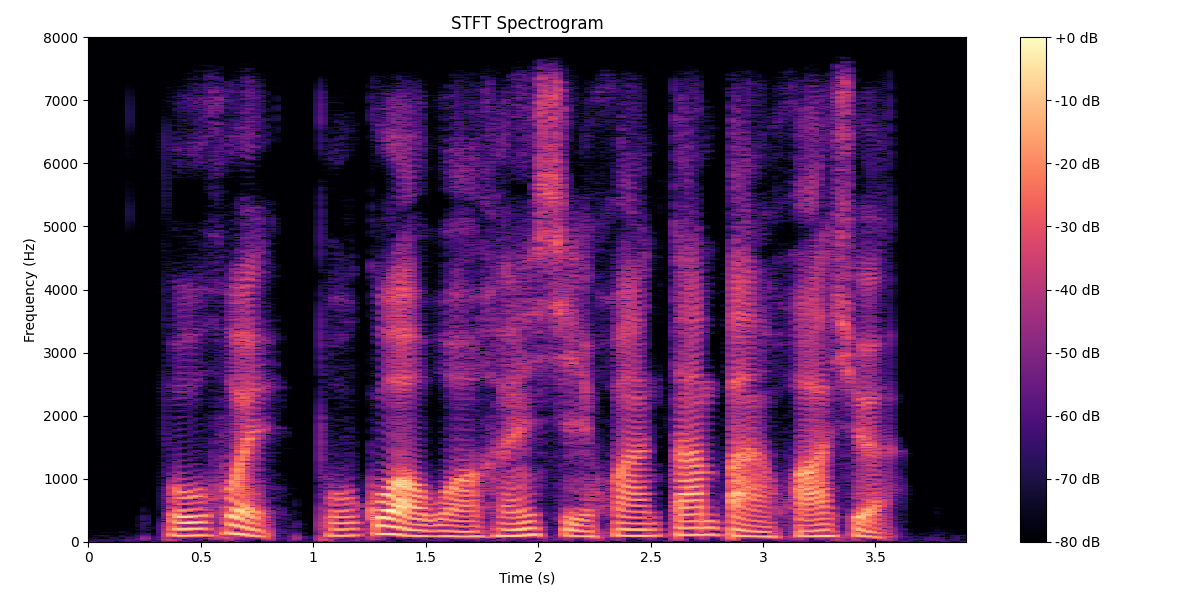 STFT Spectrogram
8000
7000
6000
5000
4000
3000
2000
1000
0
Frequency (Hz)
0
0.5
1
1.5
2
2.5
3
3.5
Time (s)
+0 dB
-10 dB
-20 dB
-30 dB
-40 dB
-50 dB
-60 dB
-70 dB
-80 dB